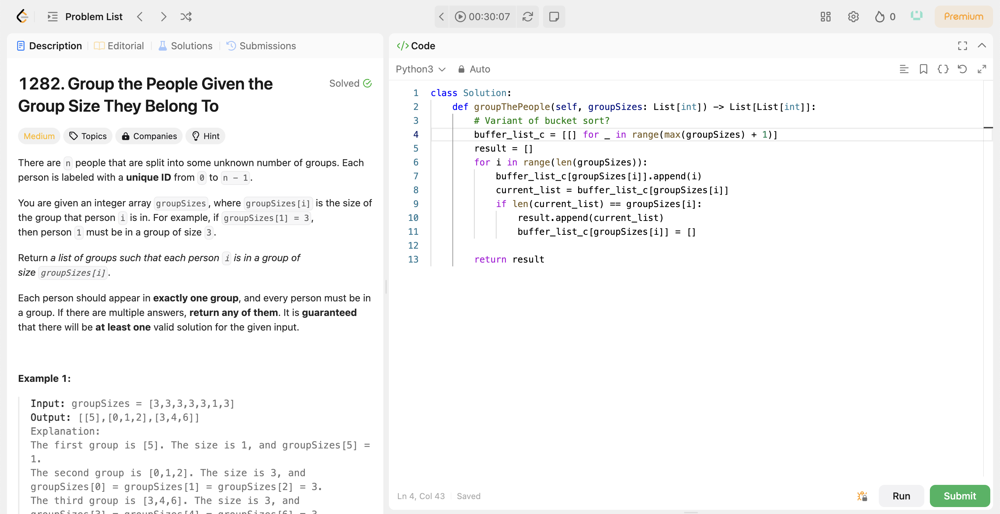 Problem List
00:30:07
0
Premium
Description
Editorial
Solutions
Submissions
1282. Group the People Given the
Group Size They Belong To
Solved
Medium
Topics
Companies
Hint
There are n people that are split into some unknown number of groups. Each
person is labeled with a unique ID from 0 to n - 1.
You are given an integer array groupSizes, where groupSizes[i] is the size of
the group that person i is in. For example, if groupSizes[1] = 3,
then person 1 must be in a group of size 3.
Return a list of groups such that each person i is in a group of
size groupSizes[i].
Each person should appear in exactly one group, and every person must be in
a group. If there are multiple answers, return any of them. It is guaranteed
that there will be at least one valid solution for the given input.
Example 1:
Input: groupSizes = [3,3,3,3,3,1,3]
Output: [[5],[0,1,2],[3,4,6]]
Explanation:
The first group is [5]. The size is 1, and groupSizes[5] =
1.
The second group is [0,1,2]. The size is 3, and
groupSizes[0] = groupSizes[1] = groupSizes[2] = 3.
The third group is [3,4,6]. The size is 3, and
groupSizes[3] = groupSizes[4] = groupSizes[6] = 3
</> Code
Python3
Auto
1 class Solution:
2 def groupThePeople(self, groupSizes: List[int]) -> List[List[int]]:
3 # Variant of bucket sort?
4 buffer_list_c = [[] for _ in range(max(groupSizes) + 1)]
5 result = []
6 for i in range(len(groupSizes)):
7 buffer_list_c[groupSizes[i]].append(i)
8 current_list = buffer_list_c[groupSizes[i]]
9 if len(current_list) == groupSizes[i]:
10 result.append(current_list)
11 buffer_list_c[groupSizes[i]] = []
12
13 return result
Ln 4, Col 43
Saved
Run
Submit